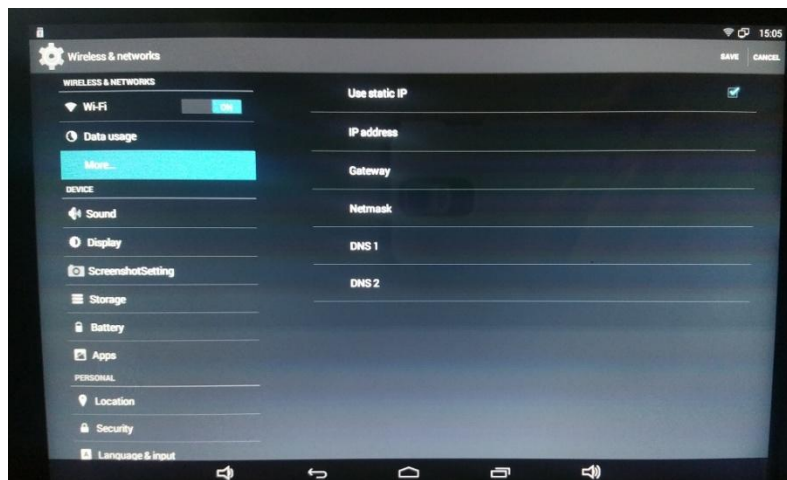 15:05
Wireless & networks
SAVE CANCEL
WIRELESS & NETWORKS
Wi-Fi ON
Data usage
More...
DEVICE
Sound
Display
ScreenshotSetting
Storage
Battery
Apps
PERSONAL
Location
Security
Language & input
Use static IP
IP address
Gateway
Netmask
DNS 1
DNS 2